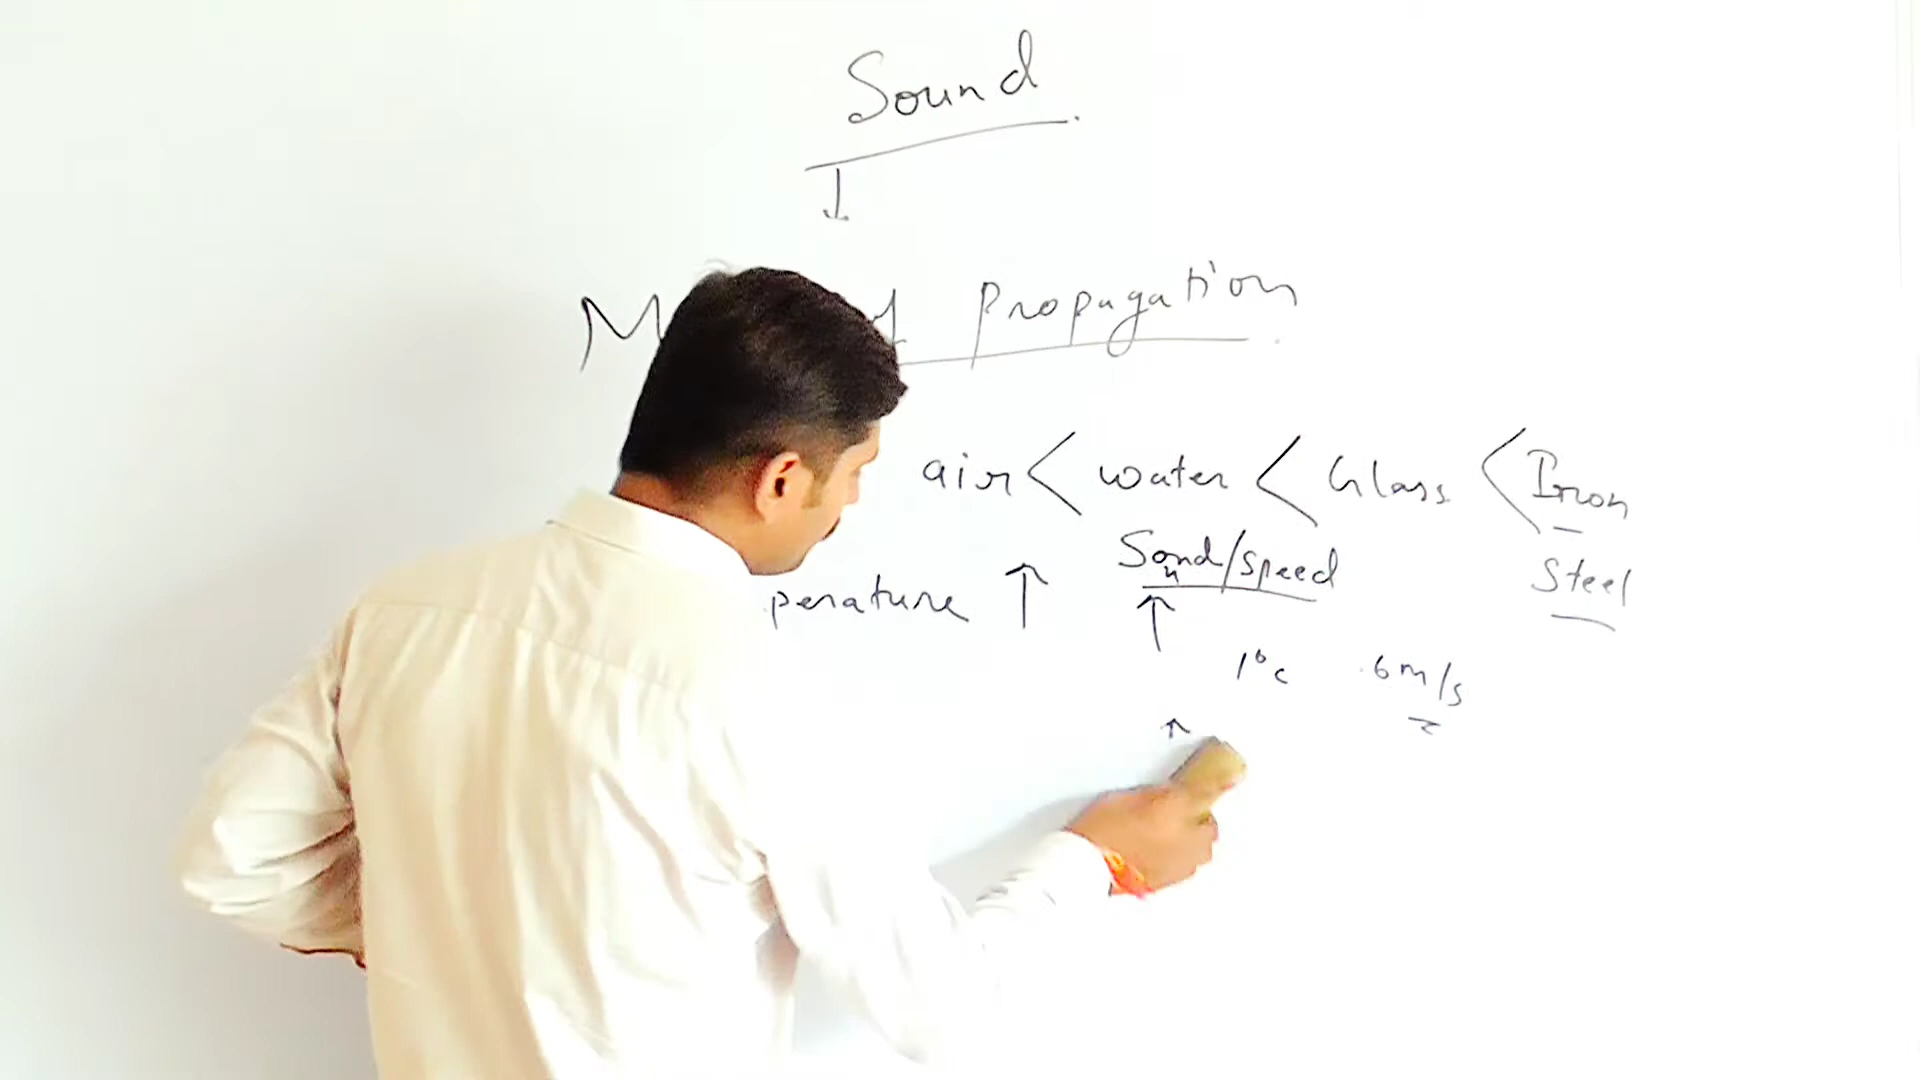 Sound
Propagation
air < water < Glass < Iron
Sound/speed
Steel
perature ↑
↑
1°c .6m/s
↑